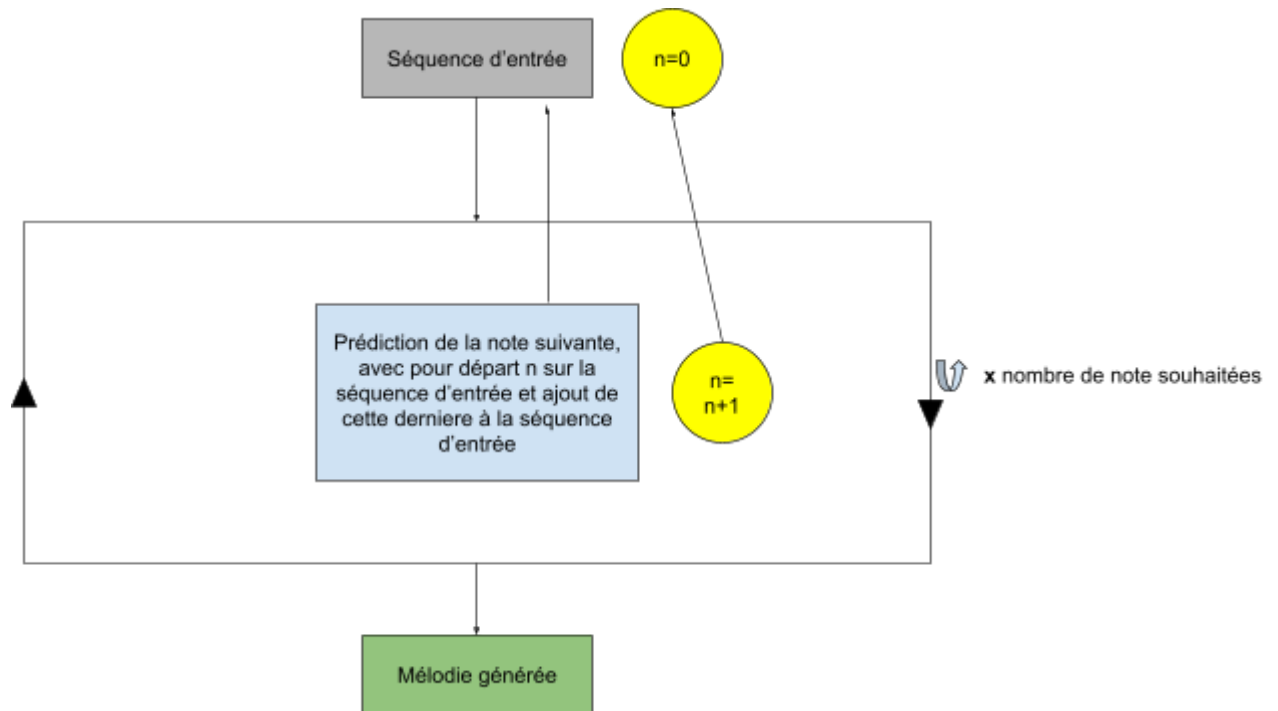 Séquence d'entrée
n=0
Prédiction de la note suivante,
avec pour départ n sur la
séquence d'entrée et ajout de
cette derniere à la séquence
d'entrée
n=
n+1
x nombre de note souhaitées
Mélodie générée